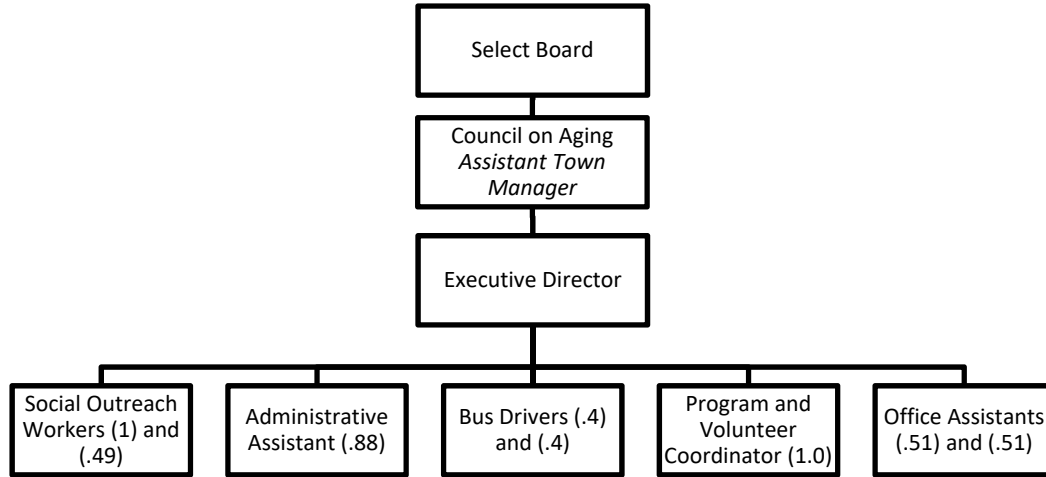 Select Board
Council on Aging
Assistant Town
Manager
Executive Director
Social Outreach
Workers (1) and
(.49)
Administrative
Assistant (.88)
Bus Drivers (.4)
and (.4)
Program and
Volunteer
Coordinator (1.0)
Office Assistants
(.51) and (.51)